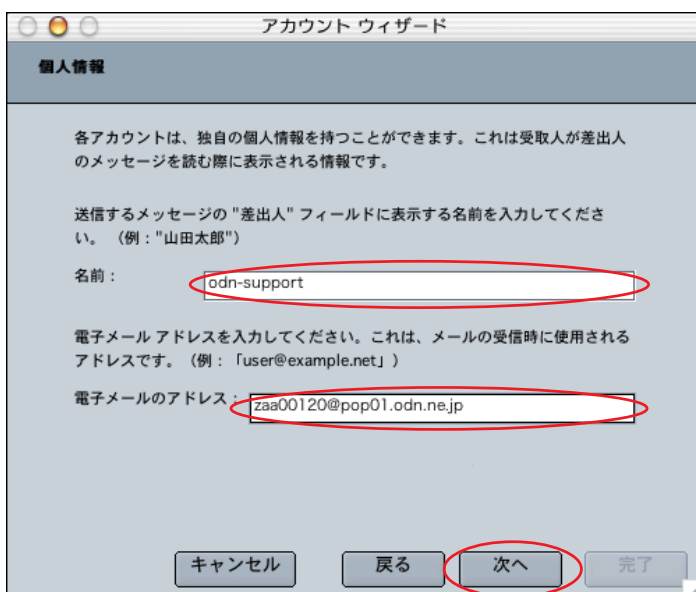 アカウント ウィザード
個人情報
各アカウントは、独自の個人情報を持つことができます。これは受取人が差出人
のメッセージを読む際に表示される情報です。
送信するメッセージの "差出人" フィールドに表示する名前を入力してくださ
い。 （例："山田太郎"）
名前： odn-support
電子メール アドレスを入力してください。これは、メールの受信時に使用される
アドレスです。（例：「user@example.net」）
電子メールのアドレス： zaa00120@pop01.odn.ne.jp
キャンセル 戻る 次へ 完了